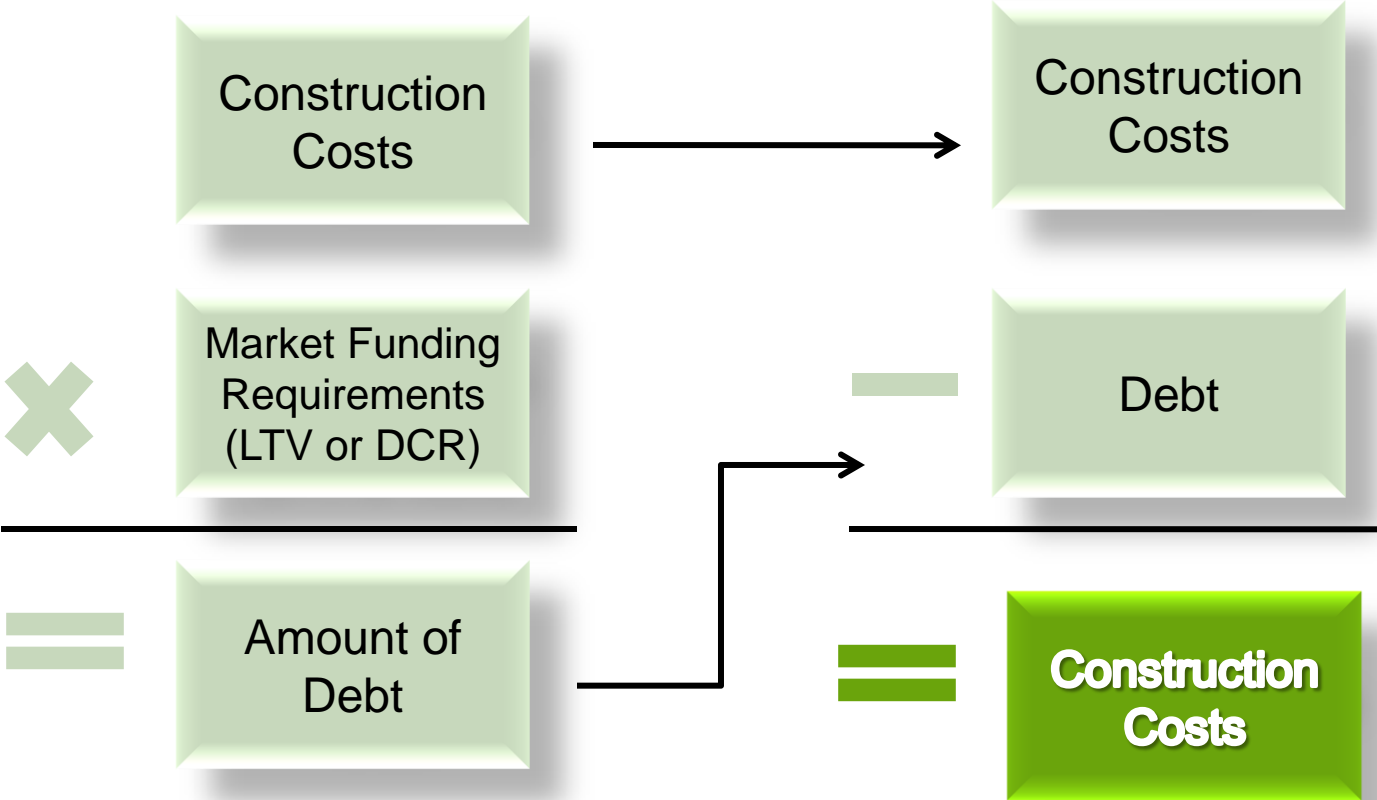 Construction
Costs
Construction
Costs
Market Funding
Requirements
(LTV or DCR)
Debt
Amount of
Debt
Construction
Costs